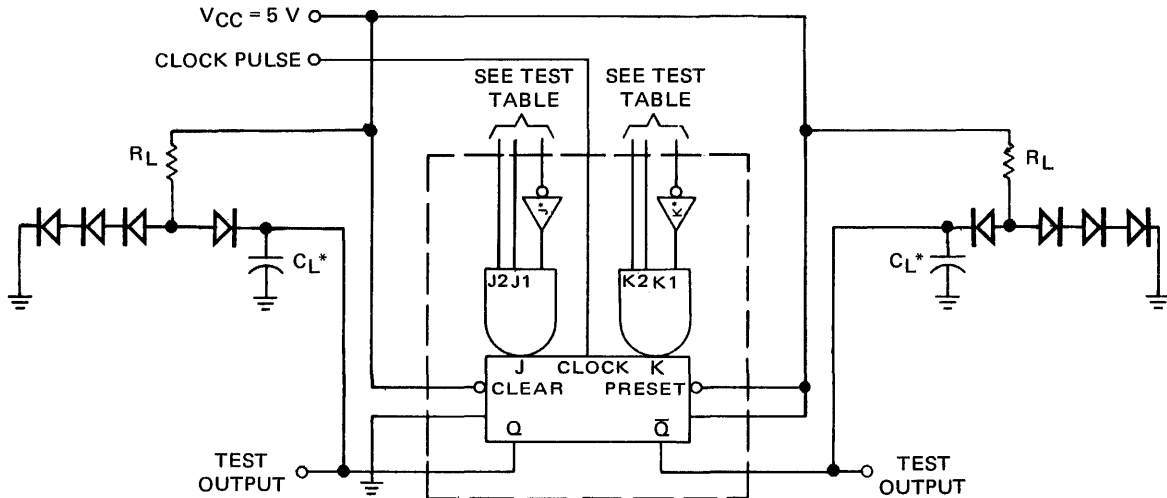 VCC = 5 V
CLOCK PULSE
SEE TEST
TABLE
SEE TEST
TABLE
RL
RL
J*
K*
CL*
CL*
J2 J1
K2 K1
J CLOCK K
CLEAR PRESET
Q Q̅
TEST
OUTPUT
TEST
OUTPUT